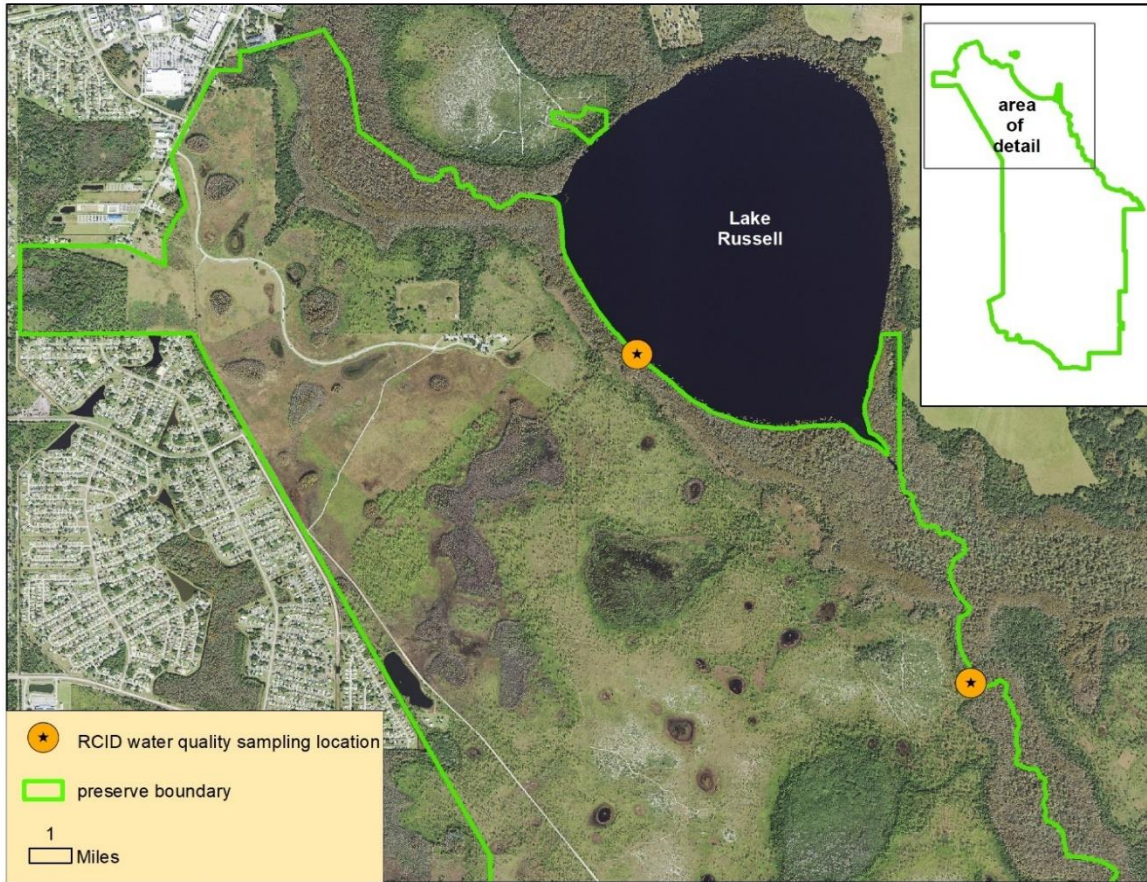 area
of
detail
Lake
Russell
RCID water quality sampling location
preserve boundary
1
Miles